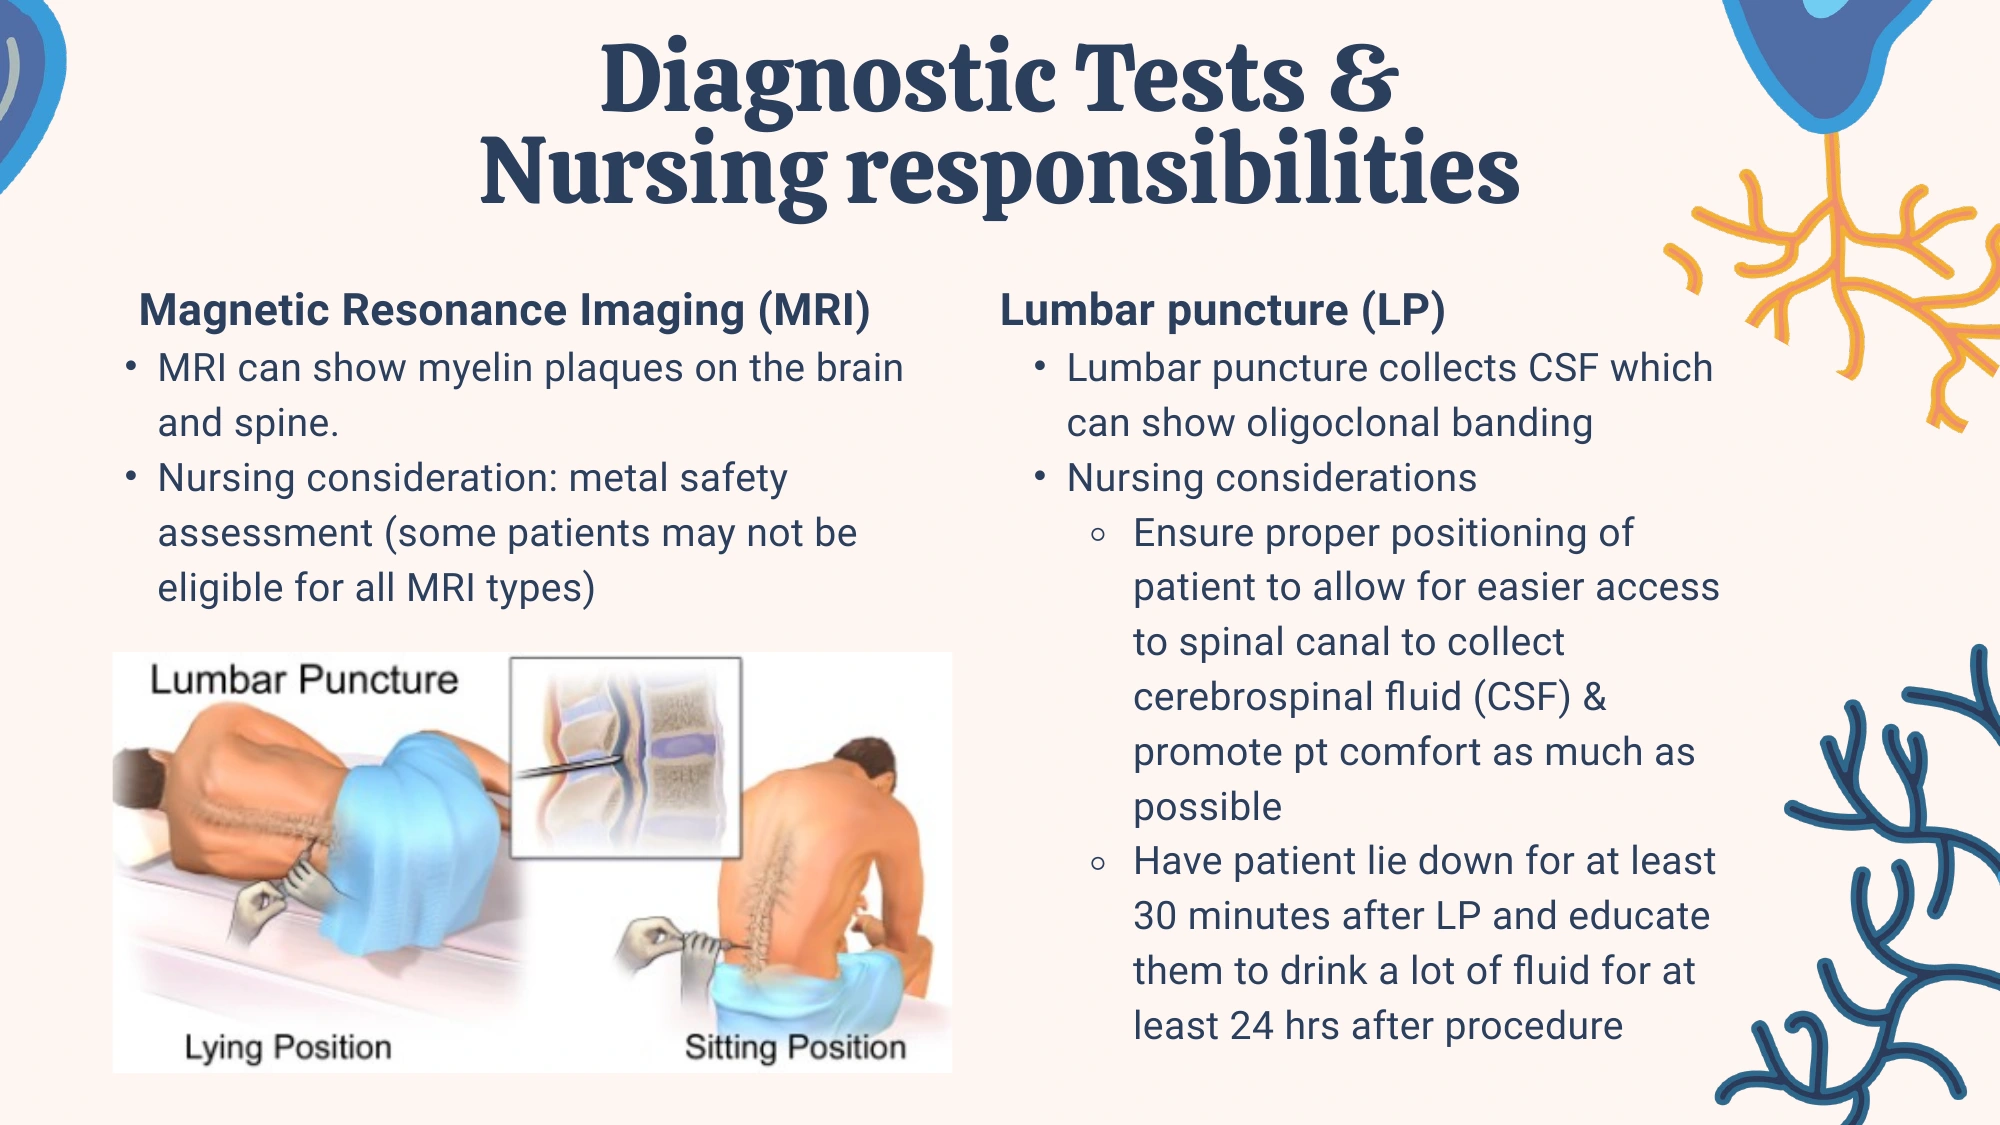 Diagnostic Tests &
Nursing responsibilities
Magnetic Resonance Imaging (MRI)
• MRI can show myelin plaques on the brain
and spine.
• Nursing consideration: metal safety
assessment (some patients may not be
eligible for all MRI types)
Lumbar Puncture
Lying Position
Sitting Position
Lumbar puncture (LP)
• Lumbar puncture collects CSF which
can show oligoclonal banding
• Nursing considerations
◦ Ensure proper positioning of
patient to allow for easier access
to spinal canal to collect
cerebrospinal fluid (CSF) &
promote pt comfort as much as
possible
◦ Have patient lie down for at least
30 minutes after LP and educate
them to drink a lot of fluid for at
least 24 hrs after procedure